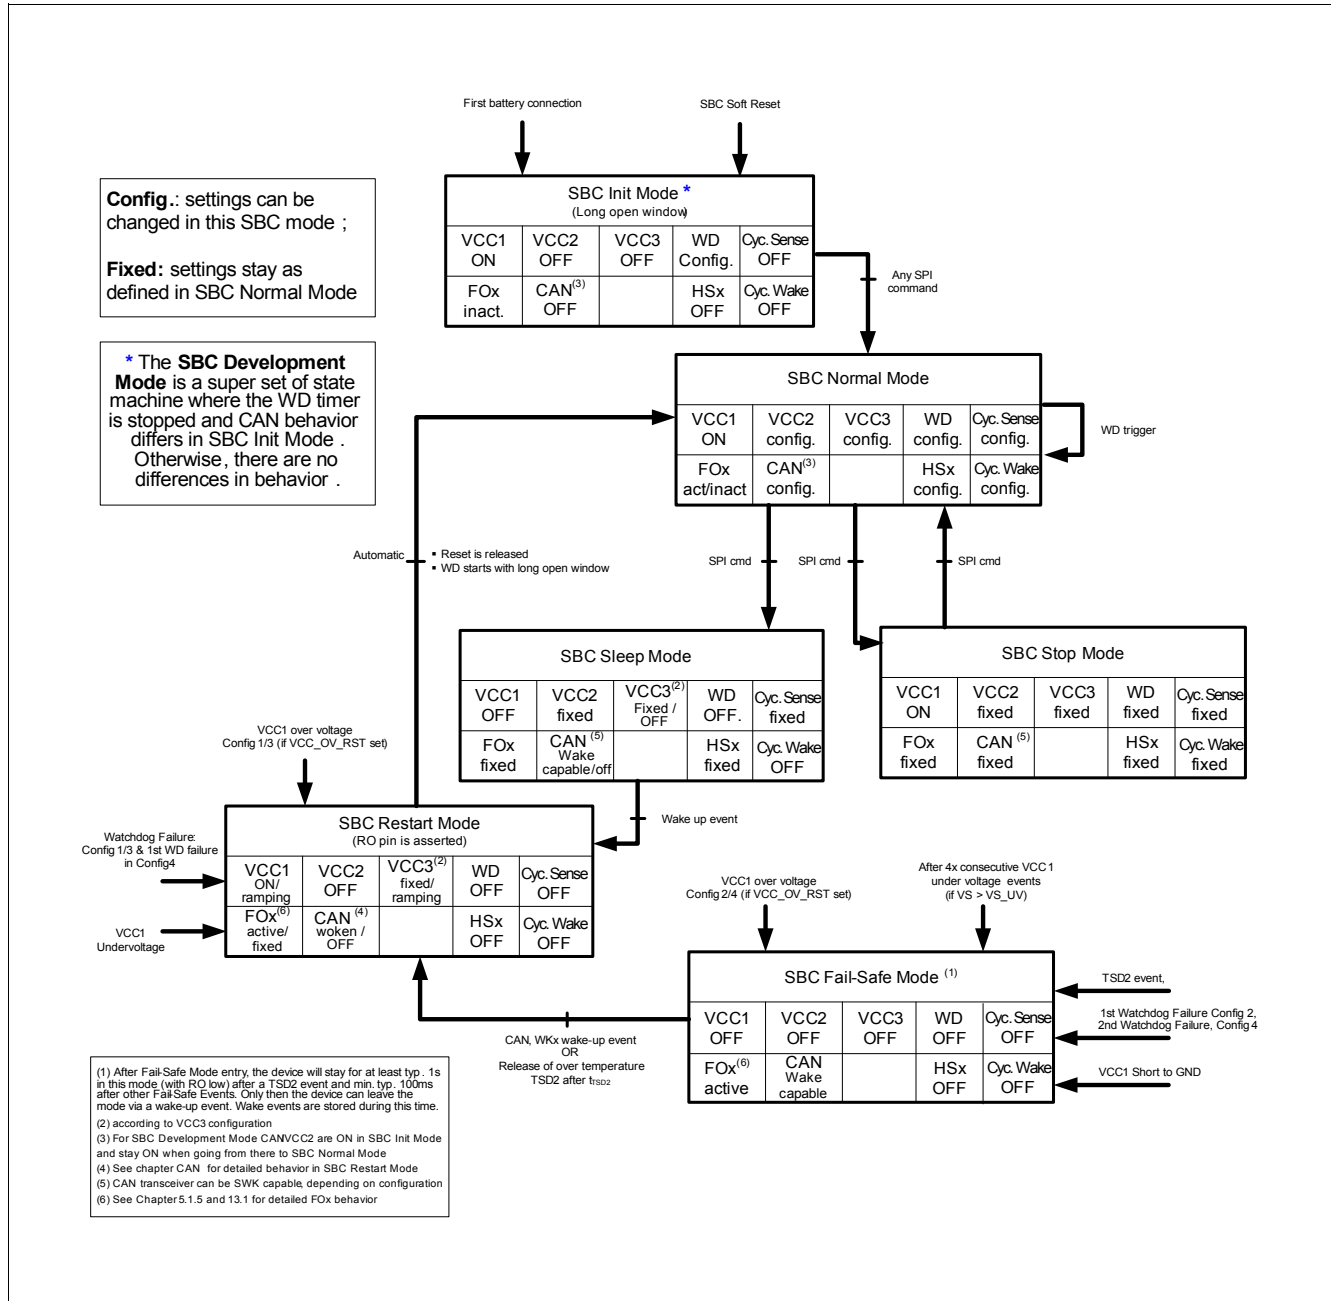 First battery connection
SBC Soft Reset
Config.: settings can be
changed in this SBC mode ;
Fixed: settings stay as
defined in SBC Normal Mode
* The SBC Development
Mode is a super set of state
machine where the WD timer
is stopped and CAN behavior
differs in SBC Init Mode .
Otherwise, there are no
differences in behavior .
SBC Init Mode *
(Long open window)
VCC1
ON
VCC2
OFF
VCC3
OFF
WD
Config.
Cyc. Sense
OFF
FOx
inact.
CAN(3)
OFF
HSx
OFF
Cyc. Wake
OFF
Any SPI
command
SBC Normal Mode
VCC1
ON
VCC2
config.
VCC3
config.
WD
config.
Cyc. Sense
config.
FOx
act/inact
CAN(3)
config.
HSx
config.
Cyc. Wake
config.
WD trigger
Automatic
▪ Reset is released
▪ WD starts with long open window
SPI cmd
SPI cmd
SPI cmd
SBC Sleep Mode
VCC1
OFF
VCC2
fixed
VCC3(2)
Fixed /
OFF
WD
OFF.
Cyc. Sense
fixed
FOx
fixed
CAN (5)
Wake
capable/off
HSx
fixed
Cyc. Wake
OFF
SBC Stop Mode
VCC1
ON
VCC2
fixed
VCC3
fixed
WD
fixed
Cyc. Sense
fixed
FOx
fixed
CAN (5)
fixed
HSx
fixed
Cyc. Wake
fixed
VCC1 over voltage
Config 1/3 (if VCC_OV_RST set)
Wake up event
Watchdog Failure:
Config 1/3 & 1st WD failure
in Config4
VCC1
Undervoltage
SBC Restart Mode
(RO pin is asserted)
VCC1
ON/
ramping
VCC2
OFF
VCC3(2)
fixed/
ramping
WD
OFF
Cyc. Sense
OFF
FOx(6)
active/
fixed
CAN (4)
woken /
OFF
HSx
OFF
Cyc. Wake
OFF
VCC1 over voltage
Config 2/4 (if VCC_OV_RST set)
After 4x consecutive VCC1
under voltage events
(if VS > VS_UV)
SBC Fail-Safe Mode (1)
VCC1
OFF
VCC2
OFF
VCC3
OFF
WD
OFF
Cyc. Sense
OFF
FOx(6)
active
CAN
Wake
capable
HSx
OFF
Cyc. Wake
OFF
TSD2 event,
1st Watchdog Failure Config 2,
2nd Watchdog Failure, Config 4
VCC1 Short to GND
CAN, WKx wake-up event
OR
Release of over temperature
TSD2 after tTSD2
(1) After Fail-Safe Mode entry, the device will stay for at least typ. 1s
in this mode (with RO low) after a TSD2 event and min. typ. 100ms
after other Fail-Safe Events. Only then the device can leave the
mode via a wake-up event. Wake events are stored during this time.
(2) according to VCC3 configuration
(3) For SBC Development Mode CAN/VCC2 are ON in SBC Init Mode
and stay ON when going from there to SBC Normal Mode
(4) See chapter CAN for detailed behavior in SBC Restart Mode
(5) CAN transceiver can be SWK capable, depending on configuration
(6) See Chapter 5.1.5 and 13.1 for detailed FOx behavior